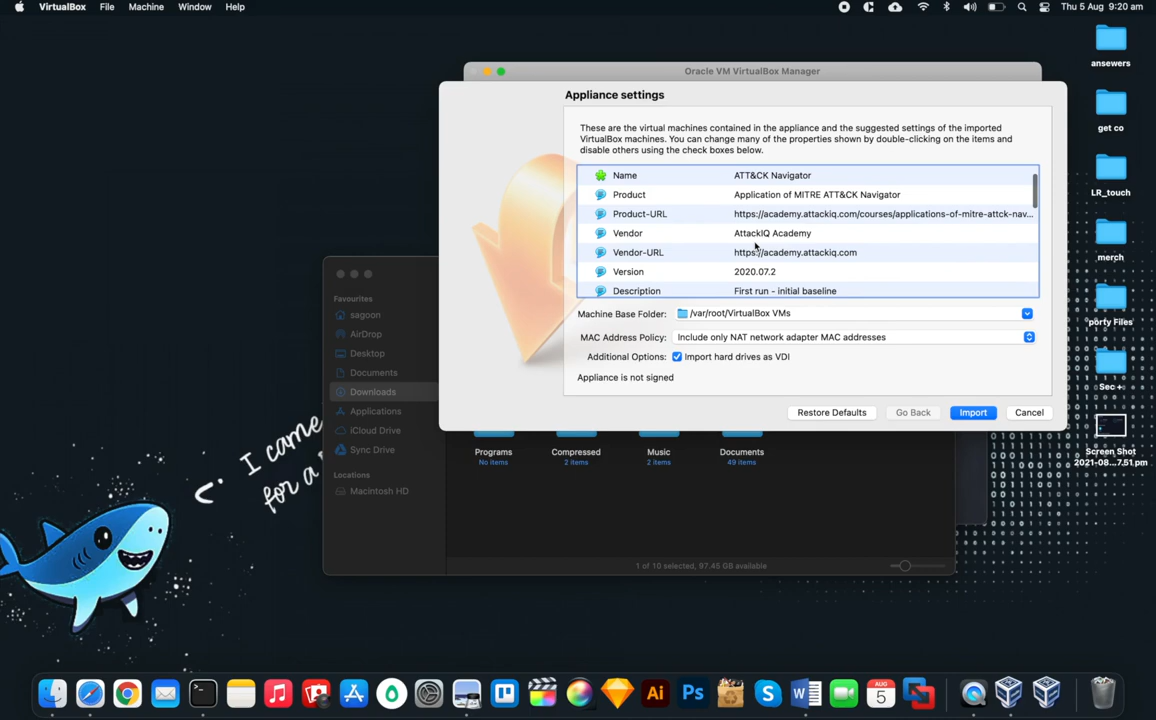 VirtualBox File Machine Window Help
Thu 5 Aug 9:20 am
Oracle VM VirtualBox Manager
Appliance settings
These are the virtual machines contained in the appliance and the suggested settings of the imported
VirtualBox machines. You can change many of the properties shown by double-clicking on the items and
disable others using the check boxes below.
Name ATT&CK Navigator
Product Application of MITRE ATT&CK Navigator
Product-URL https://academy.attackiq.com/courses/applications-of-mitre-attck-nav...
Vendor AttackIQ Academy
Vendor-URL https://academy.attackiq.com
Version 2020.07.2
Description First run - initial baseline
Machine Base Folder: /var/root/VirtualBox VMs
MAC Address Policy: Include only NAT network adapter MAC addresses
Additional Options: Import hard drives as VDI
Appliance is not signed
Restore Defaults Go Back Import Cancel
Favourites
sagoon
AirDrop
Desktop
Documents
Downloads
Applications
iCloud Drive
Sync Drive
Locations
Macintosh HD
Programs
No items
Compressed
2 items
Music
2 items
Documents
49 items
1 of 10 selected, 97.45 GB available
ansewers
get co
LR_touch
merch
porty Files
Sec +
Screen Shot
2021-08...7.51 pm
I came
for a
Ai
Ps
AUG
5